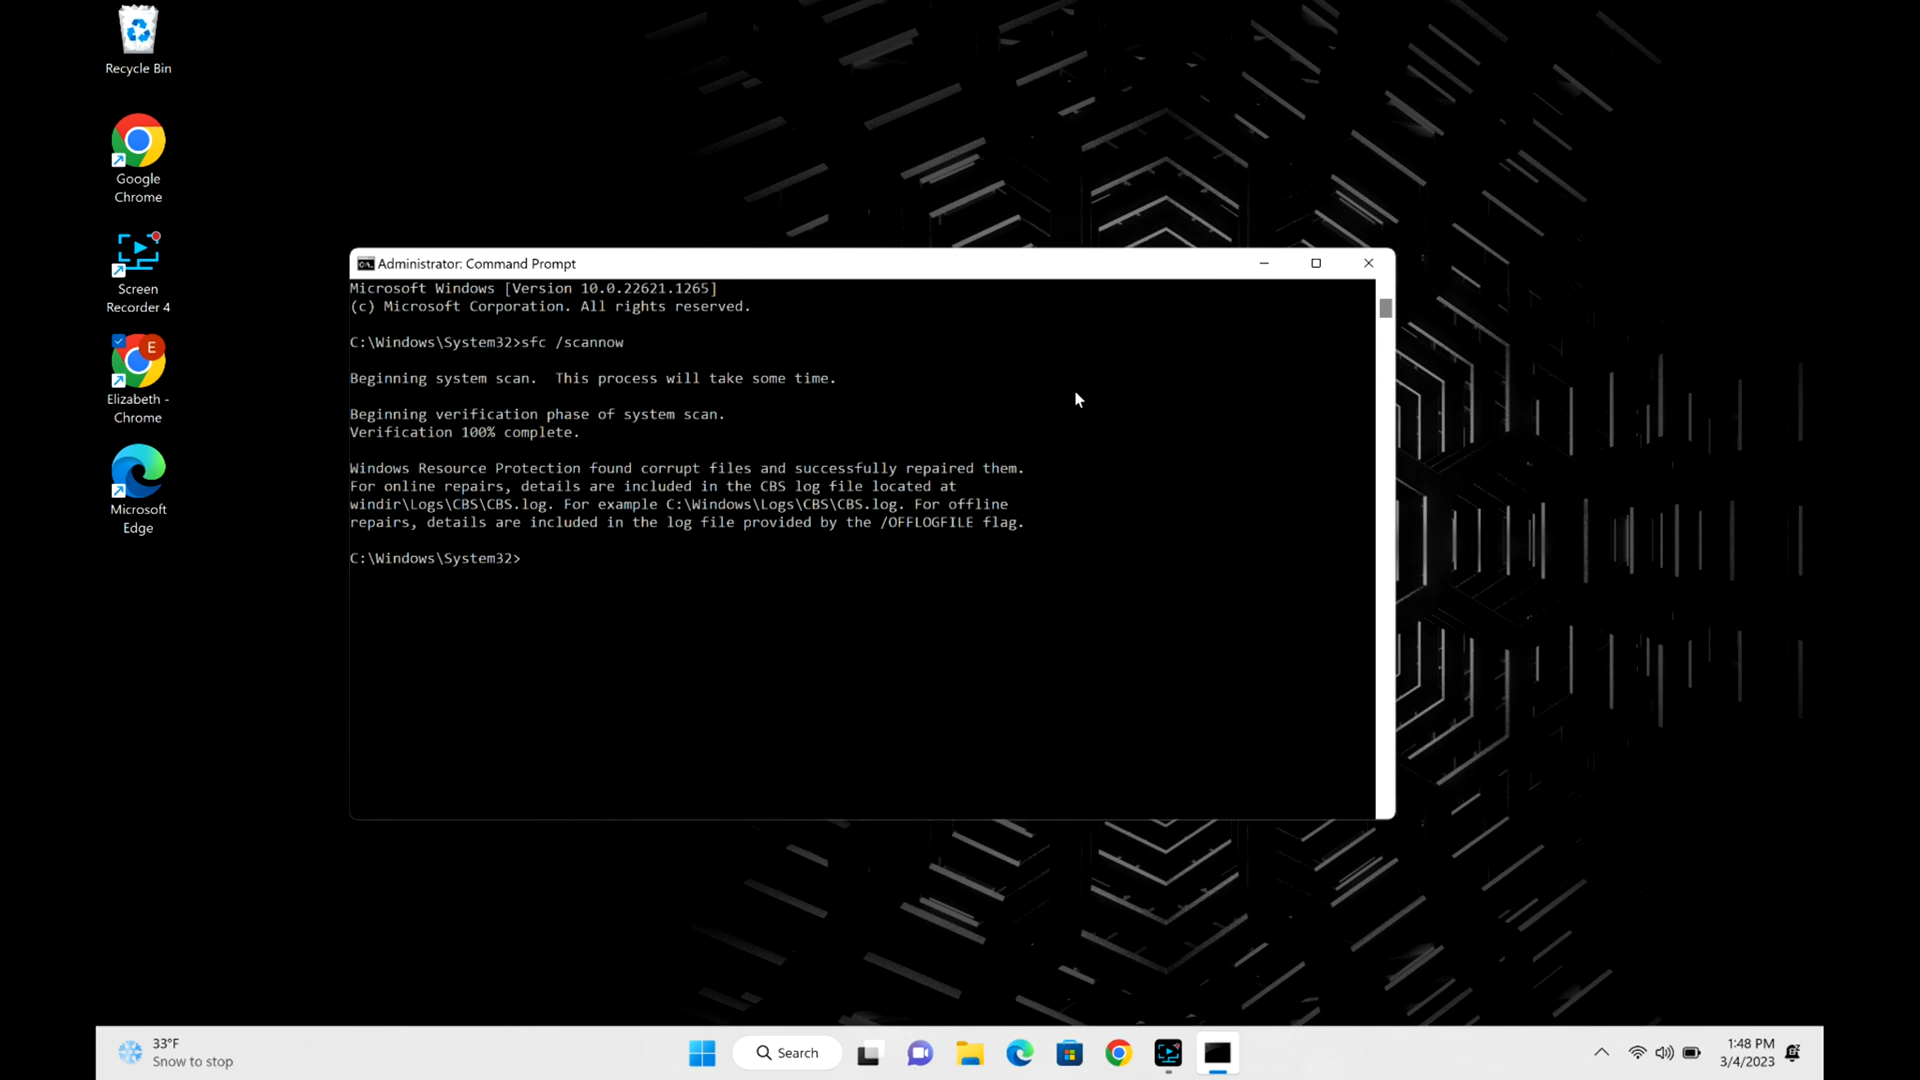 Recycle Bin
Google
Chrome
Screen
Recorder 4
E
Elizabeth -
Chrome
Microsoft
Edge
Administrator: Command Prompt
Microsoft Windows [Version 10.0.22621.1265]
(c) Microsoft Corporation. All rights reserved.
C:\Windows\System32>sfc /scannow
Beginning system scan.  This process will take some time.
Beginning verification phase of system scan.
Verification 100% complete.
Windows Resource Protection found corrupt files and successfully repaired them.
For online repairs, details are included in the CBS log file located at
windir\Logs\CBS\CBS.log. For example C:\Windows\Logs\CBS\CBS.log. For offline
repairs, details are included in the log file provided by the /OFFLOGFILE flag.
C:\Windows\System32>
33°F
Snow to stop
Search
1:48 PM
3/4/2023